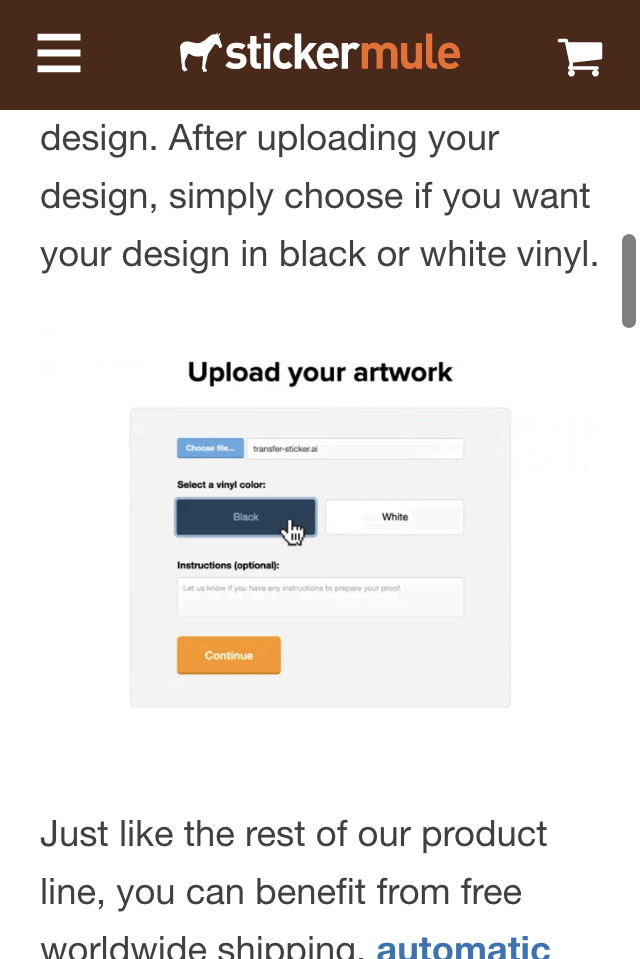 stickermule
design. After uploading your
design, simply choose if you want
your design in black or white vinyl.
Upload your artwork
Choose file... transfer-sticker.ai
Select a vinyl color:
Black White
Instructions (optional):
Let us know if you have any instructions to prepare your proof.
Continue
Just like the rest of our product
line, you can benefit from free
worldwide shipping, automatic